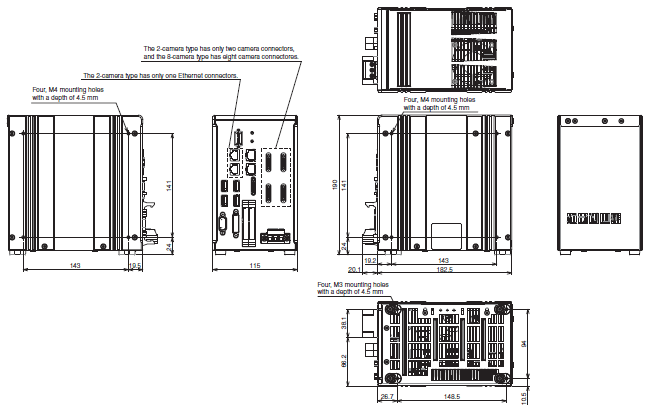 The 2-camera type has only two camera connectors,
and the 8-camera type has eight camera connectores.
The 2-camera type has only one Ethernet connectors.
Four, M4 mounting holes
with a depth of 4.5 mm
Four, M4 mounting holes
with a depth of 4.5 mm
141
24
143
19.5
115
190
141
24
19.2
143
20.1
182.5
Four, M3 mounting holes
with a depth of 4.5 mm
38.1
66.2
94
10.5
26.7
148.5